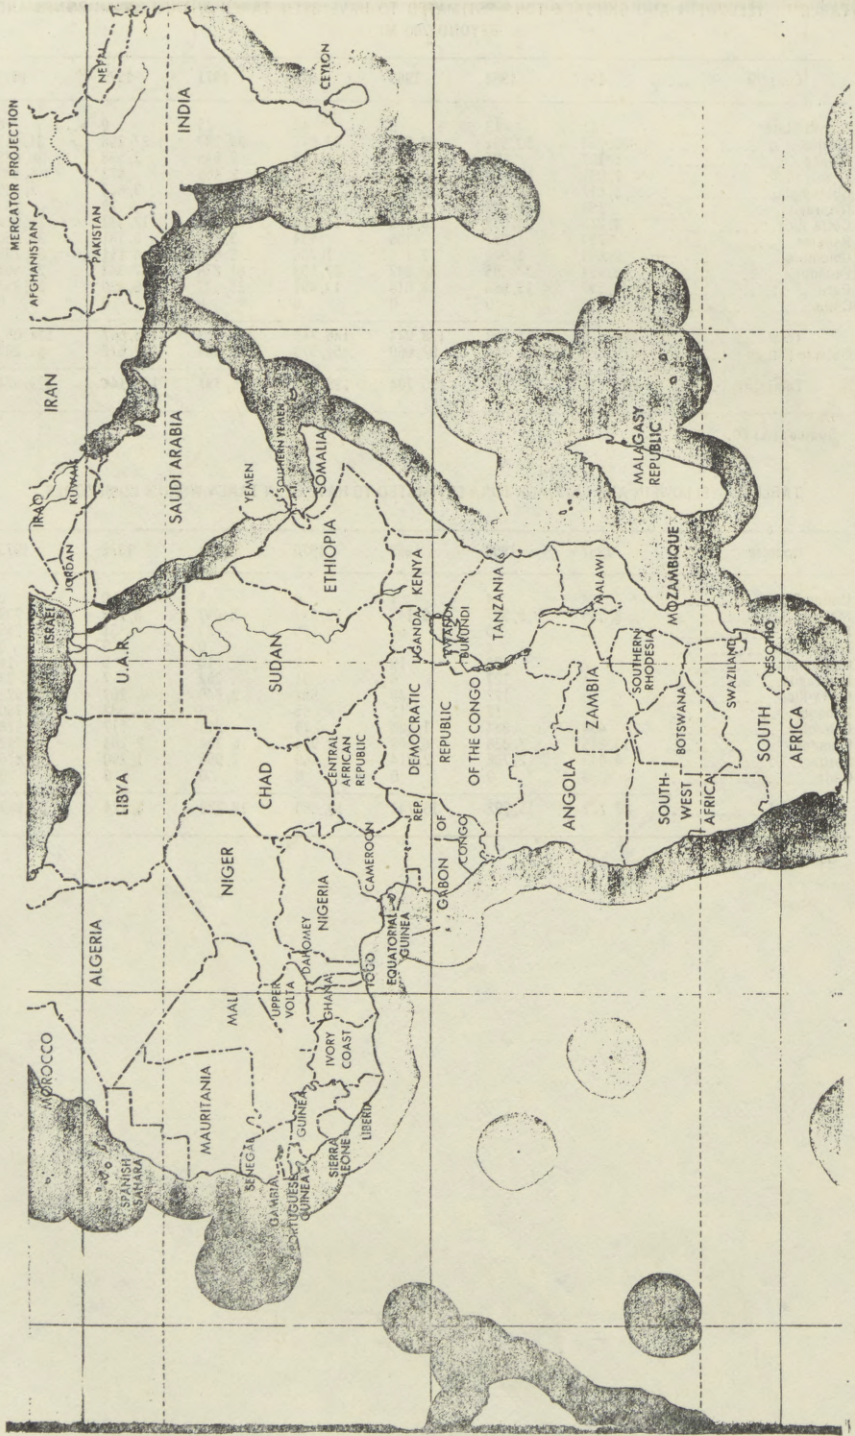 MERCATOR PROJECTION
NEPAL
AFGHANISTAN
PAKISTAN
INDIA
CEYLON
IRAN
IRAQ
KUWAIT
JORDAN
ISRAEL
SAUDI ARABIA
YEMEN
SOUTHERN YEMEN
SOMALIA
ETHIOPIA
KENYA
UGANDA
RWANDA
BURUNDI
TANZANIA
MALAWI
MOZAMBIQUE
MALAGASY
REPUBLIC
U.A.R.
SUDAN
LIBYA
CHAD
CENTRAL
AFRICAN
REPUBLIC
DEMOCRATIC
REPUBLIC
OF THE CONGO
ZAMBIA
SOUTHERN
RHODESIA
BOTSWANA
SWAZILAND
LESOTHO
SOUTH
AFRICA
ANGOLA
SOUTH-
WEST
AFRICA
ALGERIA
NIGER
NIGERIA
CAMEROON
REP.
OF
CONGO
GABON
EQUATORIAL
GUINEA
DAHOMEY
TOGO
GHANA
UPPER
VOLTA
MALI
IVORY
COAST
MOROCCO
MAURITANIA
SPANISH
SAHARA
SENEGAL
GAMBIA
PORTUGUESE
GUINEA
GUINEA
SIERRA
LEONE
LIBERIA